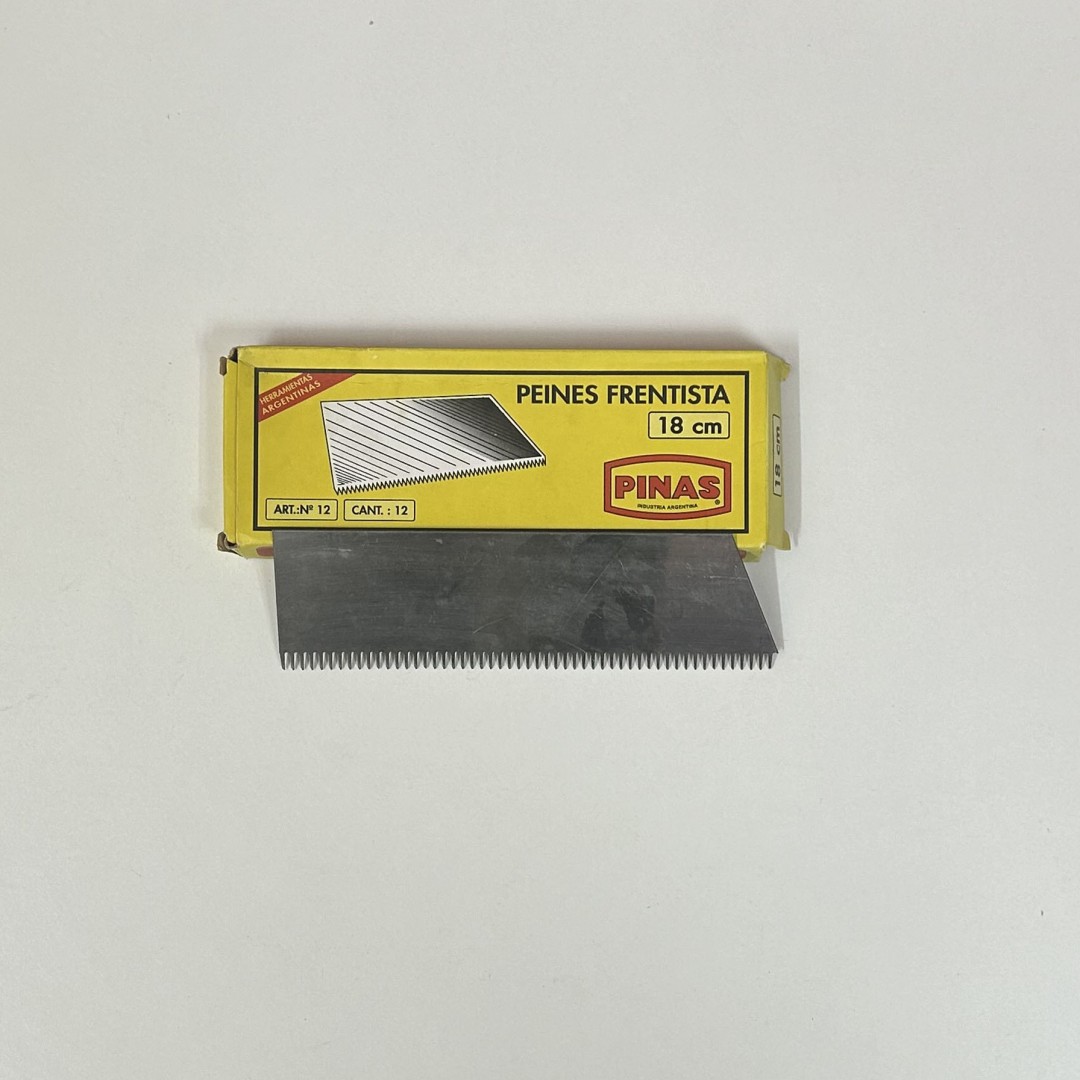 HERRAMIENTAS
ARGENTINAS
PEINES FRENTISTA
18 cm
PINAS
®
INDUSTRIA ARGENTINA
ART.:Nº 12
CANT. : 12
18 cm